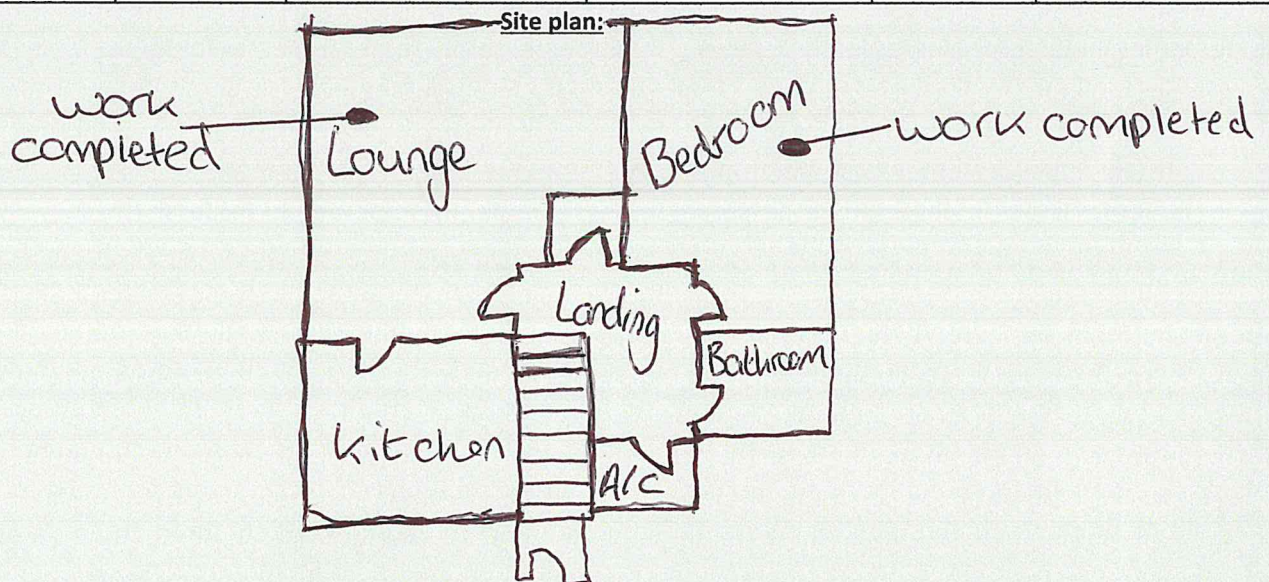 Site plan:
work
completed
Lounge
Bedroom
work completed
Landing
Bathroom
Kitchen
A/C